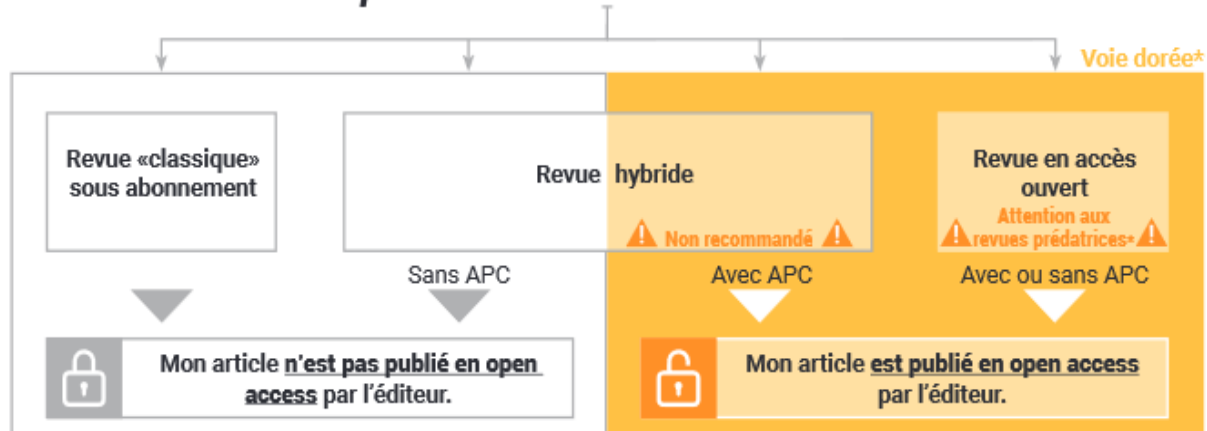 Voie dorée*
Revue «classique»
sous abonnement
Revue hybride
Non recommandé
Revue en accès
ouvert
Attention aux
revues prédatrices*
Sans APC
Avec APC
Avec ou sans APC
Mon article n'est pas publié en open
access par l'éditeur.
Mon article est publié en open access
par l'éditeur.